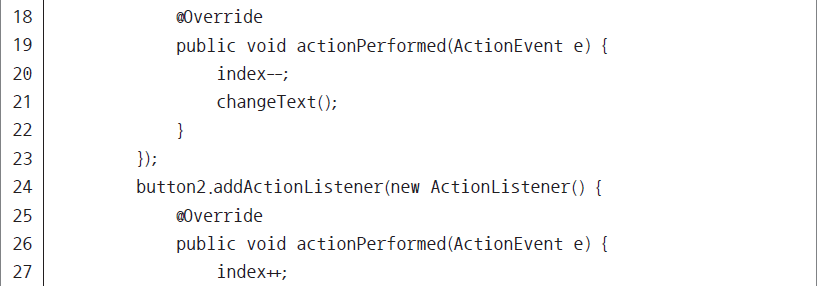 18 @Override
19 public void actionPerformed(ActionEvent e) {
20 index--;
21 changeText();
22 }
23 });
24 button2.addActionListener(new ActionListener() {
25 @Override
26 public void actionPerformed(ActionEvent e) {
27 index++;